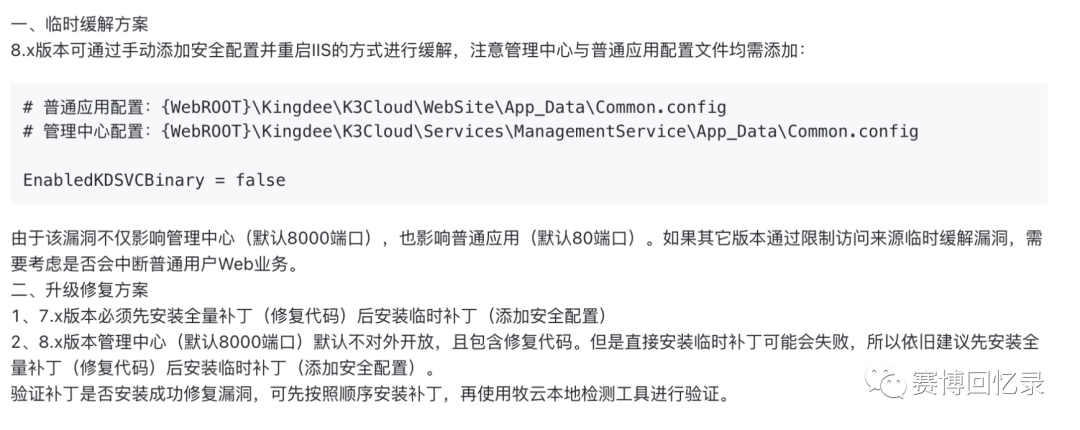 一、临时缓解方案
8.x版本可通过手动添加安全配置并重启IIS的方式进行缓解，注意管理中心与普通应用配置文件均需添加：
# 普通应用配置：{WebROOT}\Kingdee\K3Cloud\WebSite\App_Data\Common.config
# 管理中心配置：{WebROOT}\Kingdee\K3Cloud\Services\ManagementService\App_Data\Common.config
EnabledKDSVCBinary = false
由于该漏洞不仅影响管理中心（默认8000端口），也影响普通应用（默认80端口）。如果其它版本通过限制访问来源临时缓解漏洞，需
要考虑是否会中断普通用户Web业务。
二、升级修复方案
1、7.x版本必须先安装全量补丁（修复代码）后安装临时补丁（添加安全配置）
2、8.x版本管理中心（默认8000端口）默认不对外开放，且包含修复代码。但是直接安装临时补丁可能会失败，所以依旧建议先安装全
量补丁（修复代码）后安装临时补丁（添加安全配置）。
验证补丁是否安装成功修复漏洞，可先按照顺序安装补丁，再使用牧云本地检测工具进行验证。
赛博回忆录